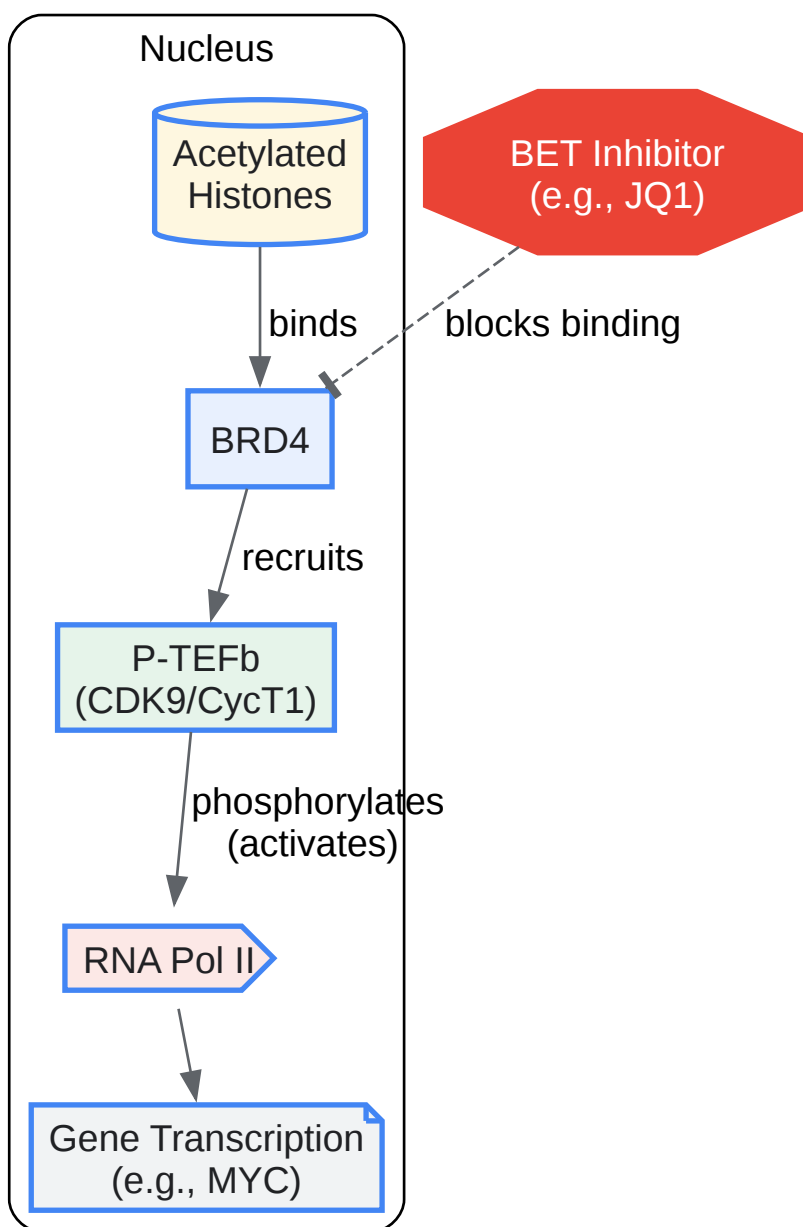 Nucleus
Acetylated
Histones
BET Inhibitor
(e.g., JQ1)
binds
blocks binding
BRD4
recruits
P-TEFb
(CDK9/CycT1)
phosphorylates
(activates)
RNA Pol II
Gene Transcription
(e.g., MYC)